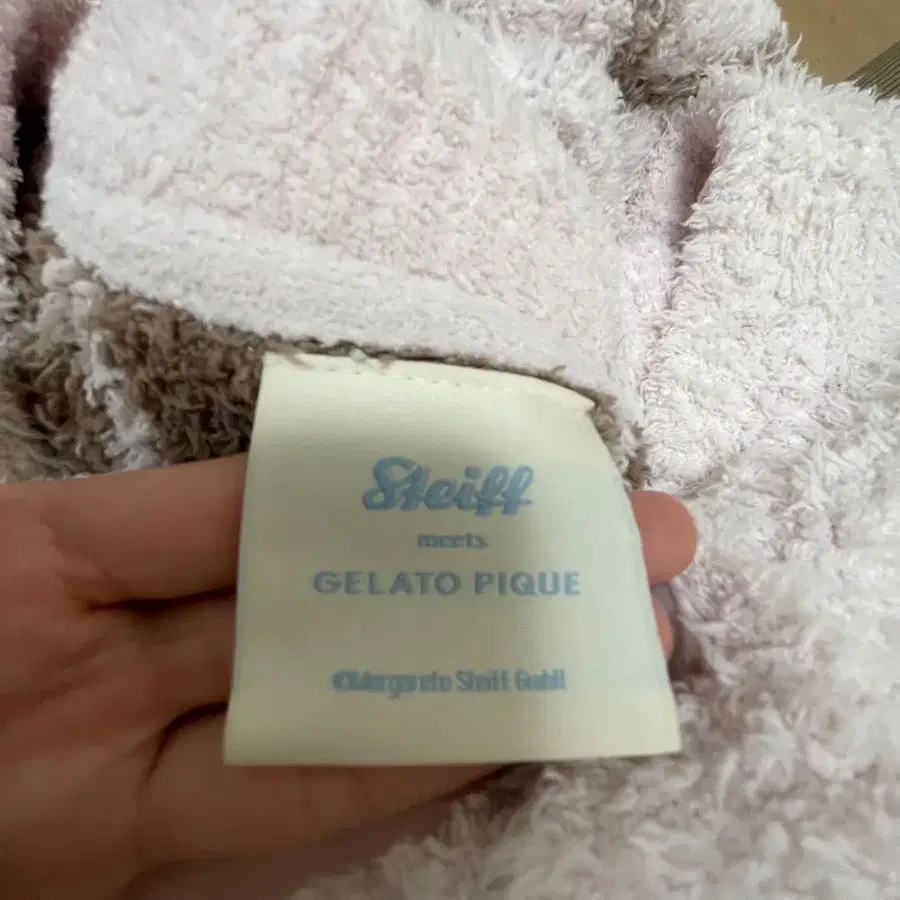 Steiff
meets
GELATO PIQUE
©Margarete Steiff GmbH